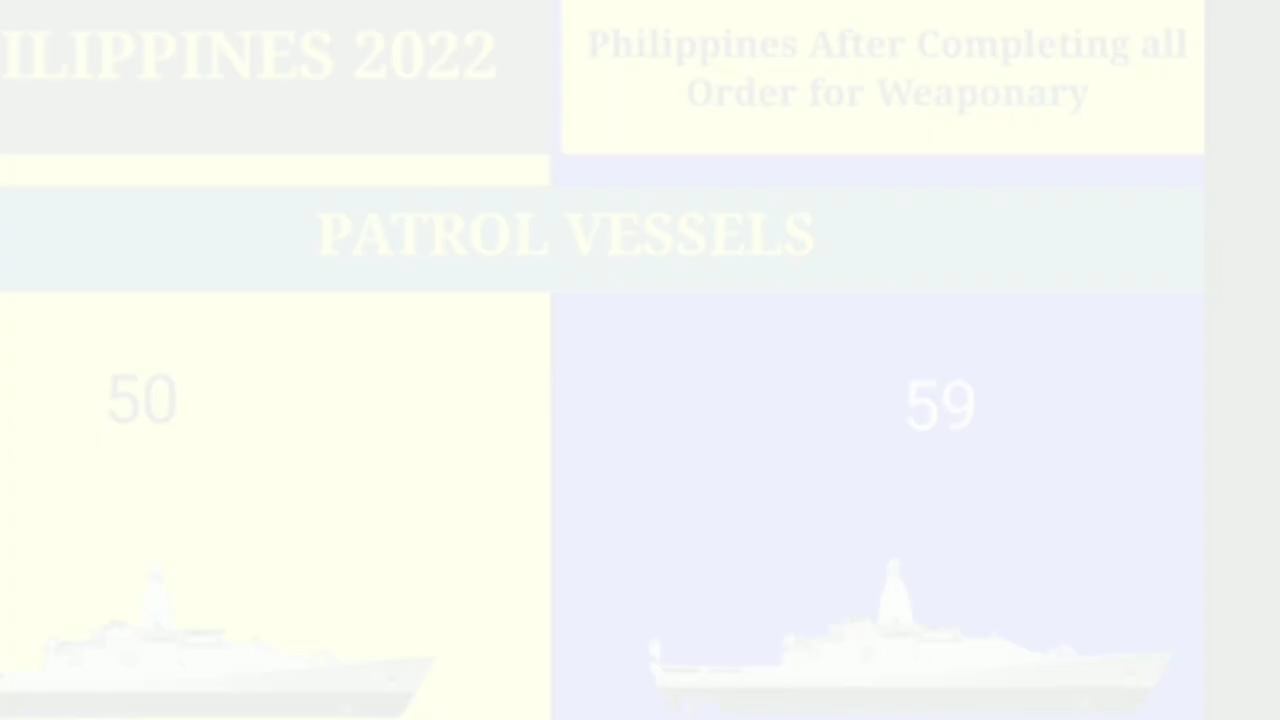 ILIPPINES 2022
Philippines After Completing all
Order for Weaponary
PATROL VESSELS
50
59